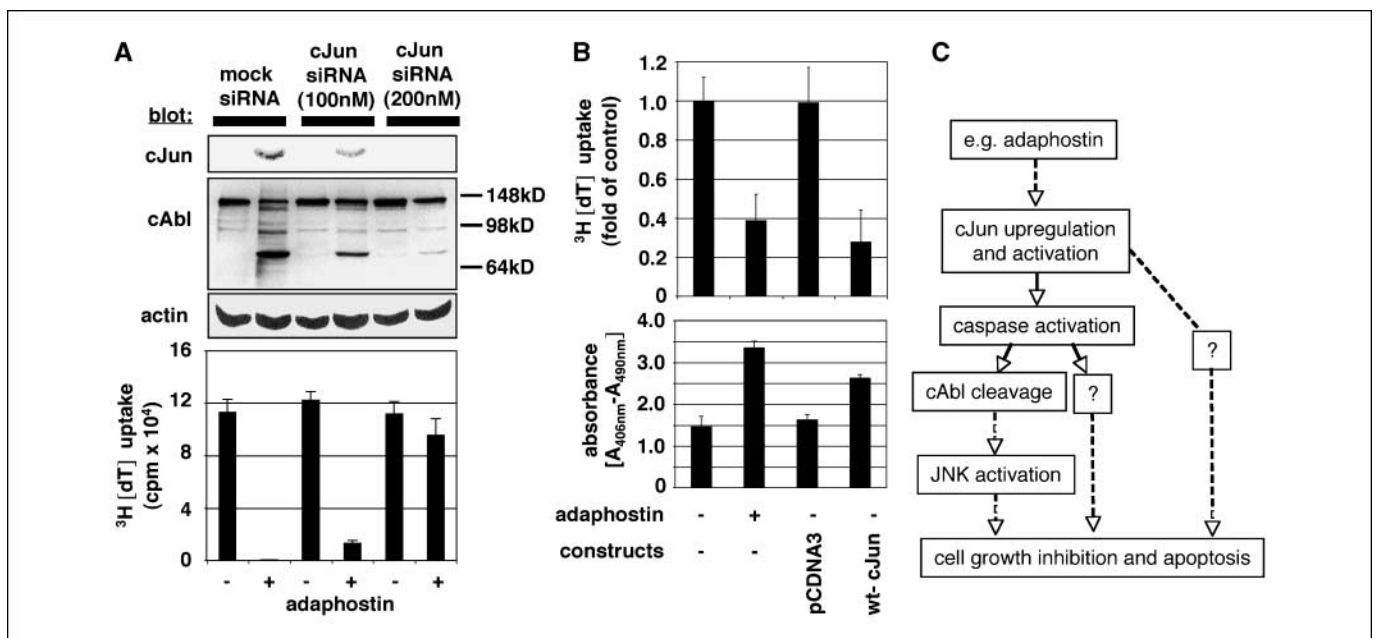 A
mock
siRNA
cJun
siRNA
(100nM)
cJun
siRNA
(200nM)
blot:
cJun
cAbl
148kD
98kD
64kD
actin
³H [dT] uptake
(cpm x 10⁴)
16
12
8
4
0
- + - + - +
adaphostin
B
³H [dT] uptake
(fold of control)
1.2
1.0
0.8
0.6
0.4
0.2
0
absorbance
[A406nm-A490nm]
4.0
3.0
2.0
1.0
0
adaphostin - + - -
constructs - - pCDNA3 wt- cJun
C
e.g. adaphostin
cJun upregulation
and activation
caspase activation
?
cAbl cleavage
?
JNK activation
cell growth inhibition and apoptosis